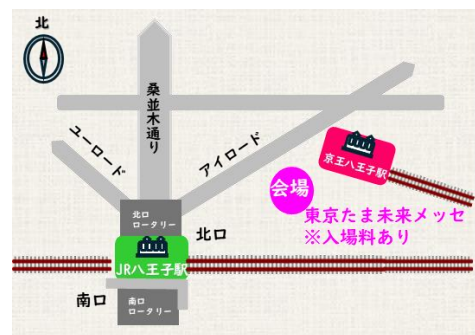 北
桑並木通り
ユーロード
アイロード
京王八王子駅
会場
東京たま未来メッセ
※入場料あり
北口
ロータリー
北口
JR八王子駅
南口
南口
ロータリー